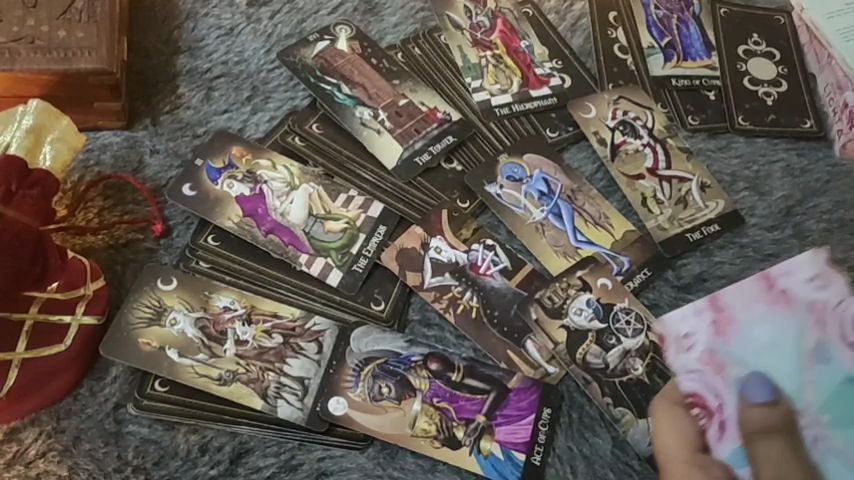 King of Cups
The Hierophant
The Tower
The Fool
The Empress
Ace of Cups